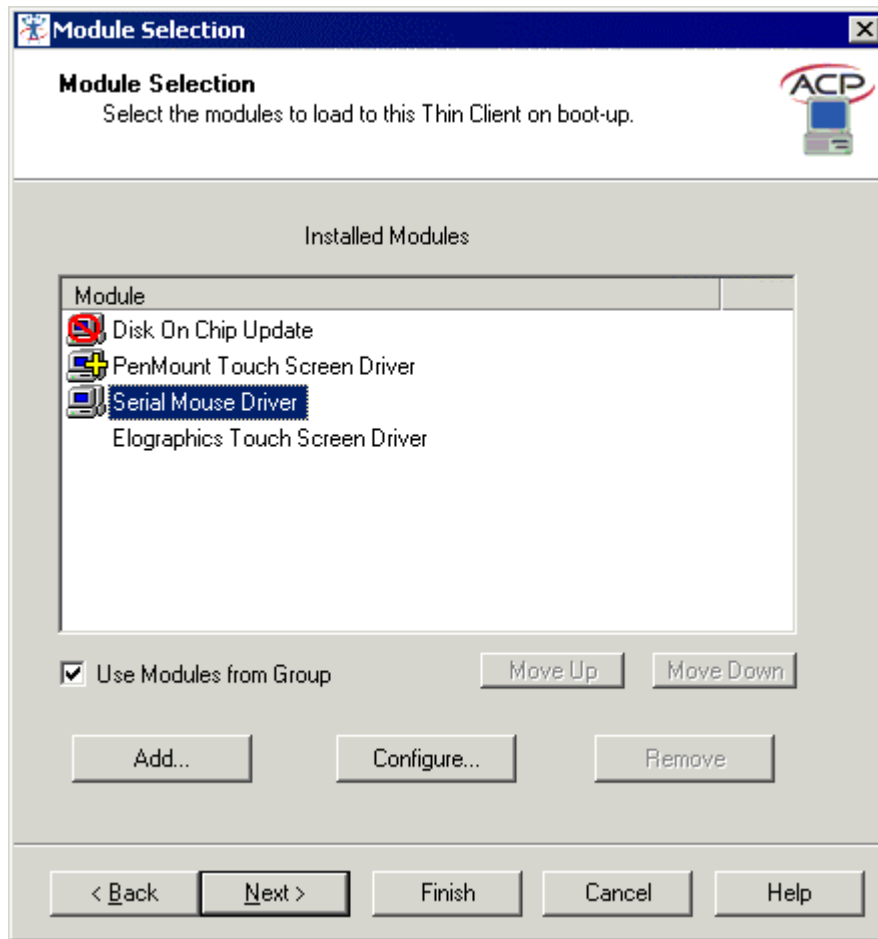 Module Selection
Module Selection
Select the modules to load to this Thin Client on boot-up.
ACP
Installed Modules
Module
Disk On Chip Update
PenMount Touch Screen Driver
Serial Mouse Driver
Elographics Touch Screen Driver
Use Modules from Group
Move Up
Move Down
Add...
Configure...
Remove
< Back
Next >
Finish
Cancel
Help